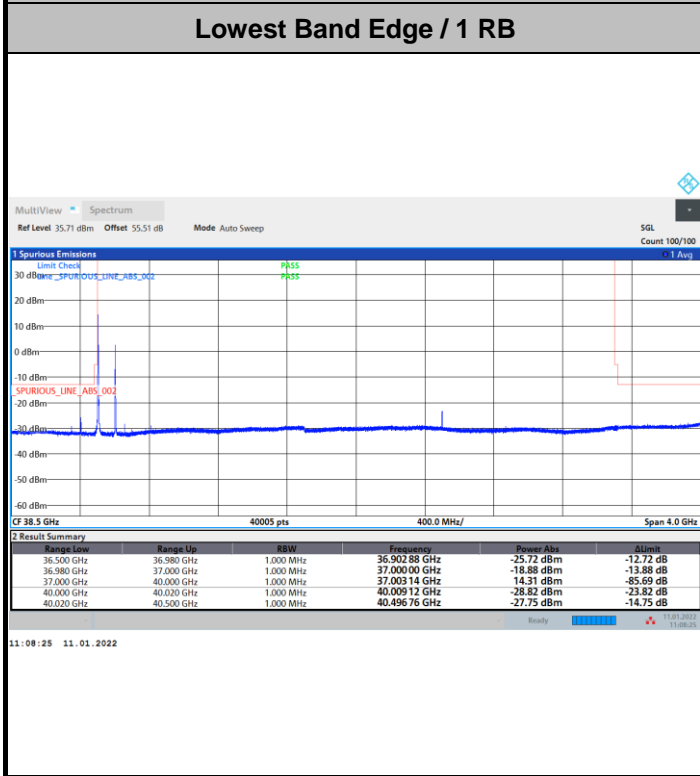 Lowest Band Edge / 1 RB
MultiView Spectrum
Ref Level 35.71 dBm Offset 55.51 dB Mode Auto Sweep SGL
Count 100/100
1 Spurious Emissions 1 Avg
Limit Check PASS
30 dBm Line _SPURIOUS_LINE_ABS_002 PASS
20 dBm
10 dBm
0 dBm
-10 dBm
_SPURIOUS_LINE_ABS_002
-20 dBm
-30 dBm
-40 dBm
-50 dBm
-60 dBm
CF 38.5 GHz 40005 pts 400.0 MHz/ Span 4.0 GHz
2 Result Summary
Range Low Range Up RBW Frequency Power Abs ΔLimit
36.500 GHz 36.980 GHz 1.000 MHz 36.90288 GHz -25.72 dBm -12.72 dB
36.980 GHz 37.000 GHz 1.000 MHz 37.00000 GHz -18.88 dBm -13.88 dB
37.000 GHz 40.000 GHz 1.000 MHz 37.00314 GHz 14.31 dBm -85.69 dB
40.000 GHz 40.020 GHz 1.000 MHz 40.00912 GHz -28.82 dBm -23.82 dB
40.020 GHz 40.500 GHz 1.000 MHz 40.49676 GHz -27.75 dBm -14.75 dB
Ready 11.01.2022
11:08:25
11:08:25 11.01.2022